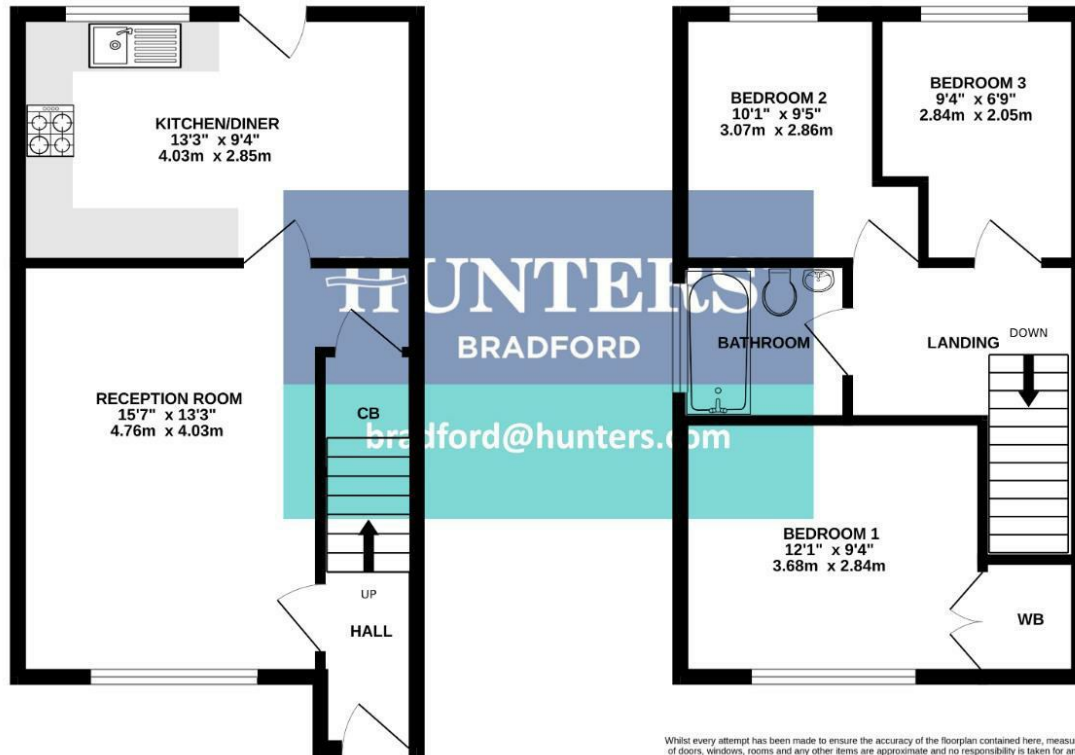 KITCHEN/DINER
13'3" x 9'4"
4.03m x 2.85m
RECEPTION ROOM
15'7" x 13'3"
4.76m x 4.03m
CB
UP
HALL
HUNTERS
BRADFORD
bradford@hunters.com
BEDROOM 2
10'1" x 9'5"
3.07m x 2.86m
BEDROOM 3
9'4" x 6'9"
2.84m x 2.05m
BATHROOM
LANDING
DOWN
BEDROOM 1
12'1" x 9'4"
3.68m x 2.84m
WB
Whilst every attempt has been made to ensure the accuracy of the floorplan contained here, measu
of doors, windows, rooms and any other items are approximate and no responsibility is taken for ar